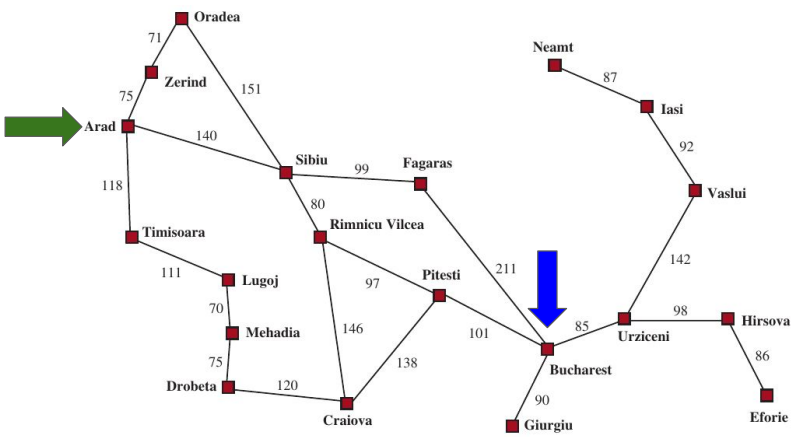 Oradea
71
Neamt
Zerind
87
151
75
Iasi
Arad
140
92
Sibiu
Fagaras
99
118
Vaslui
80
Timisoara
Rimnicu Vilcea
142
111
Pitesti
211
Lugoj
97
70
98
Hirsova
146
101
85
Mehadia
Urziceni
138
86
75
Bucharest
Drobeta
120
90
Craiova
Eforie
Giurgiu